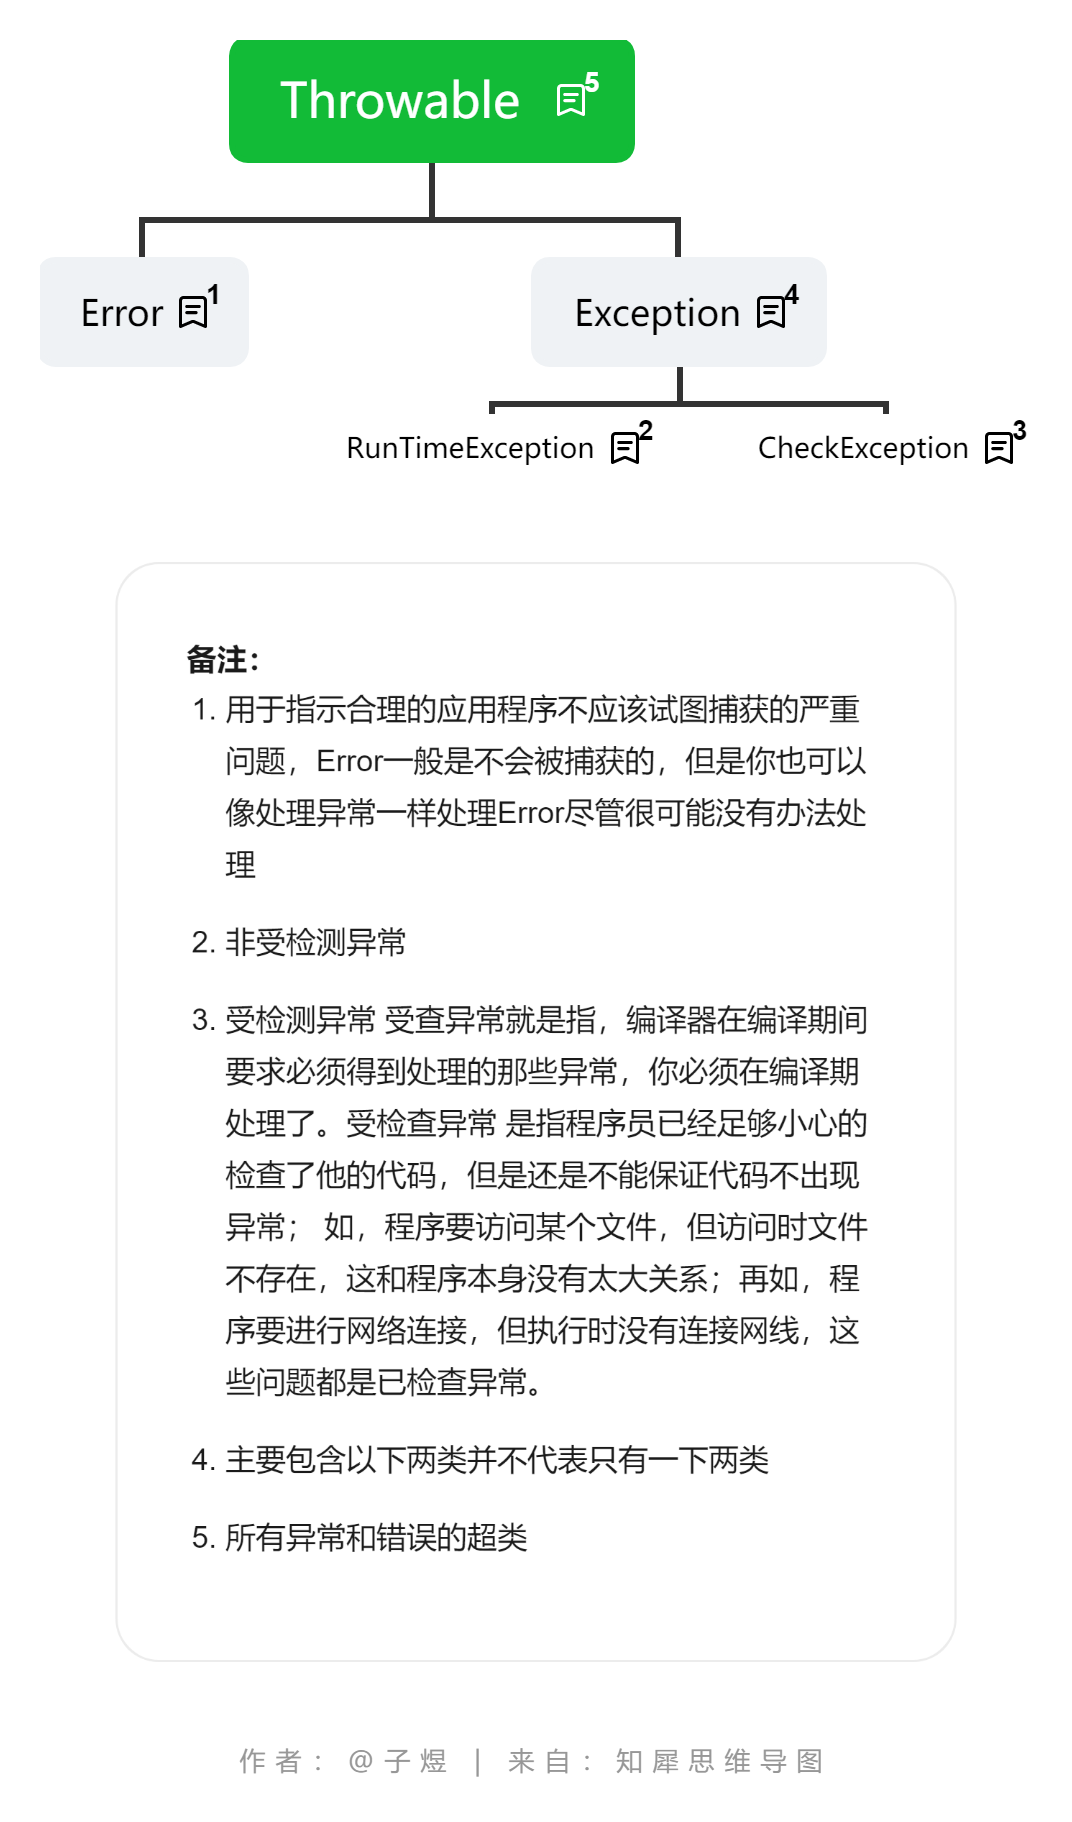 Throwable 5
Error 1
Exception 4
RunTimeException 2
CheckException 3
备注：
1. 用于指示合理的应用程序不应该试图捕获的严重
问题，Error一般是不会被捕获的，但是你也可以
像处理异常一样处理Error尽管很可能没有办法处
理
2. 非受检测异常
3. 受检测异常 受查异常就是指，编译器在编译期间
要求必须得到处理的那些异常，你必须在编译期
处理了。受检查异常 是指程序员已经足够小心的
检查了他的代码，但是还是不能保证代码不出现
异常； 如，程序要访问某个文件，但访问时文件
不存在，这和程序本身没有太大关系；再如，程
序要进行网络连接，但执行时没有连接网线，这
些问题都是已检查异常。
4. 主要包含以下两类并不代表只有一下两类
5. 所有异常和错误的超类
作者：@子煜 | 来自：知犀思维导图